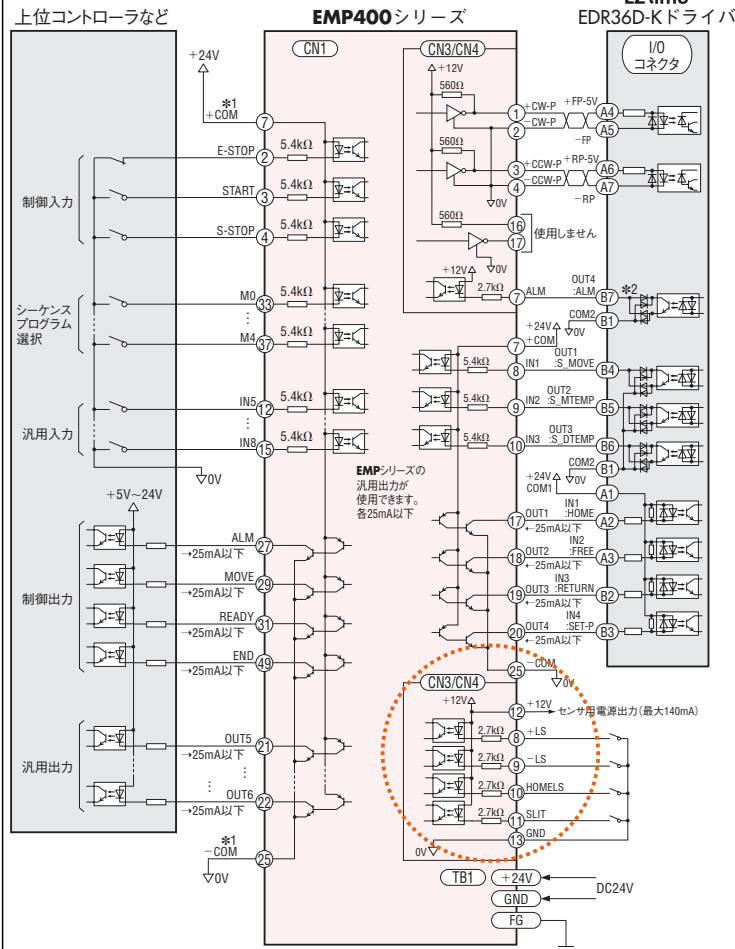 上位コントローラなど
EMP400シリーズ
EDR36D-Kドライバ
+24V
*1
+COM
7
CN1
E-STOP
2
5.4kΩ
START
3
5.4kΩ
S-STOP
4
5.4kΩ
制御入力
M0
33
5.4kΩ
M4
37
5.4kΩ
シーケンス
プログラム
選択
IN5
12
5.4kΩ
IN8
15
5.4kΩ
汎用入力
0V
+5V~24V
ALM
→25mA以下
27
MOVE
→25mA以下
29
READY
→25mA以下
31
END
→25mA以下
49
制御出力
OUT5
→25mA以下
21
OUT6
→25mA以下
22
汎用出力
*1
-COM
25
0V
CN3/CN4
+12V
560Ω
1
+CW-P
+FP-5V
A4
2
-CW-P
-FP
A5
560Ω
3
+CCW-P
+RP-5V
A6
4
-CCW-P
-RP
A7
0V
560Ω
16
17
使用しません
0V
+12V
2.7kΩ
7
ALM
OUT4
:ALM
B7
*2
COM2
0V
B1
+24V
+COM
7
5.4kΩ
8
IN1
OUT1
:S_MOVE
B4
5.4kΩ
9
IN2
OUT2
:S_MTEMP
B5
5.4kΩ
10
IN3
OUT3
:S_DTEMP
B6
COM2
0V
B1
+24V
COM1
A1
EMPシリーズの
汎用出力が
使用できます。
各25mA以下
17
OUT1
←25mA以下
IN1
:HOME
A2
18
OUT2
←25mA以下
IN2
:FREE
A3
19
OUT3
←25mA以下
IN3
:RETURN
B2
20
OUT4
←25mA以下
IN4
:SET-P
B3
25
-COM
0V
I/O
コネクタ
CN3/CN4
+12V
12
+12V
センサ用電源出力(最大140mA)
2.7kΩ
8
+LS
2.7kΩ
9
-LS
2.7kΩ
10
HOMELS
2.7kΩ
11
SLIT
0V
13
GND
TB1
+24V
GND
FG
DC24V